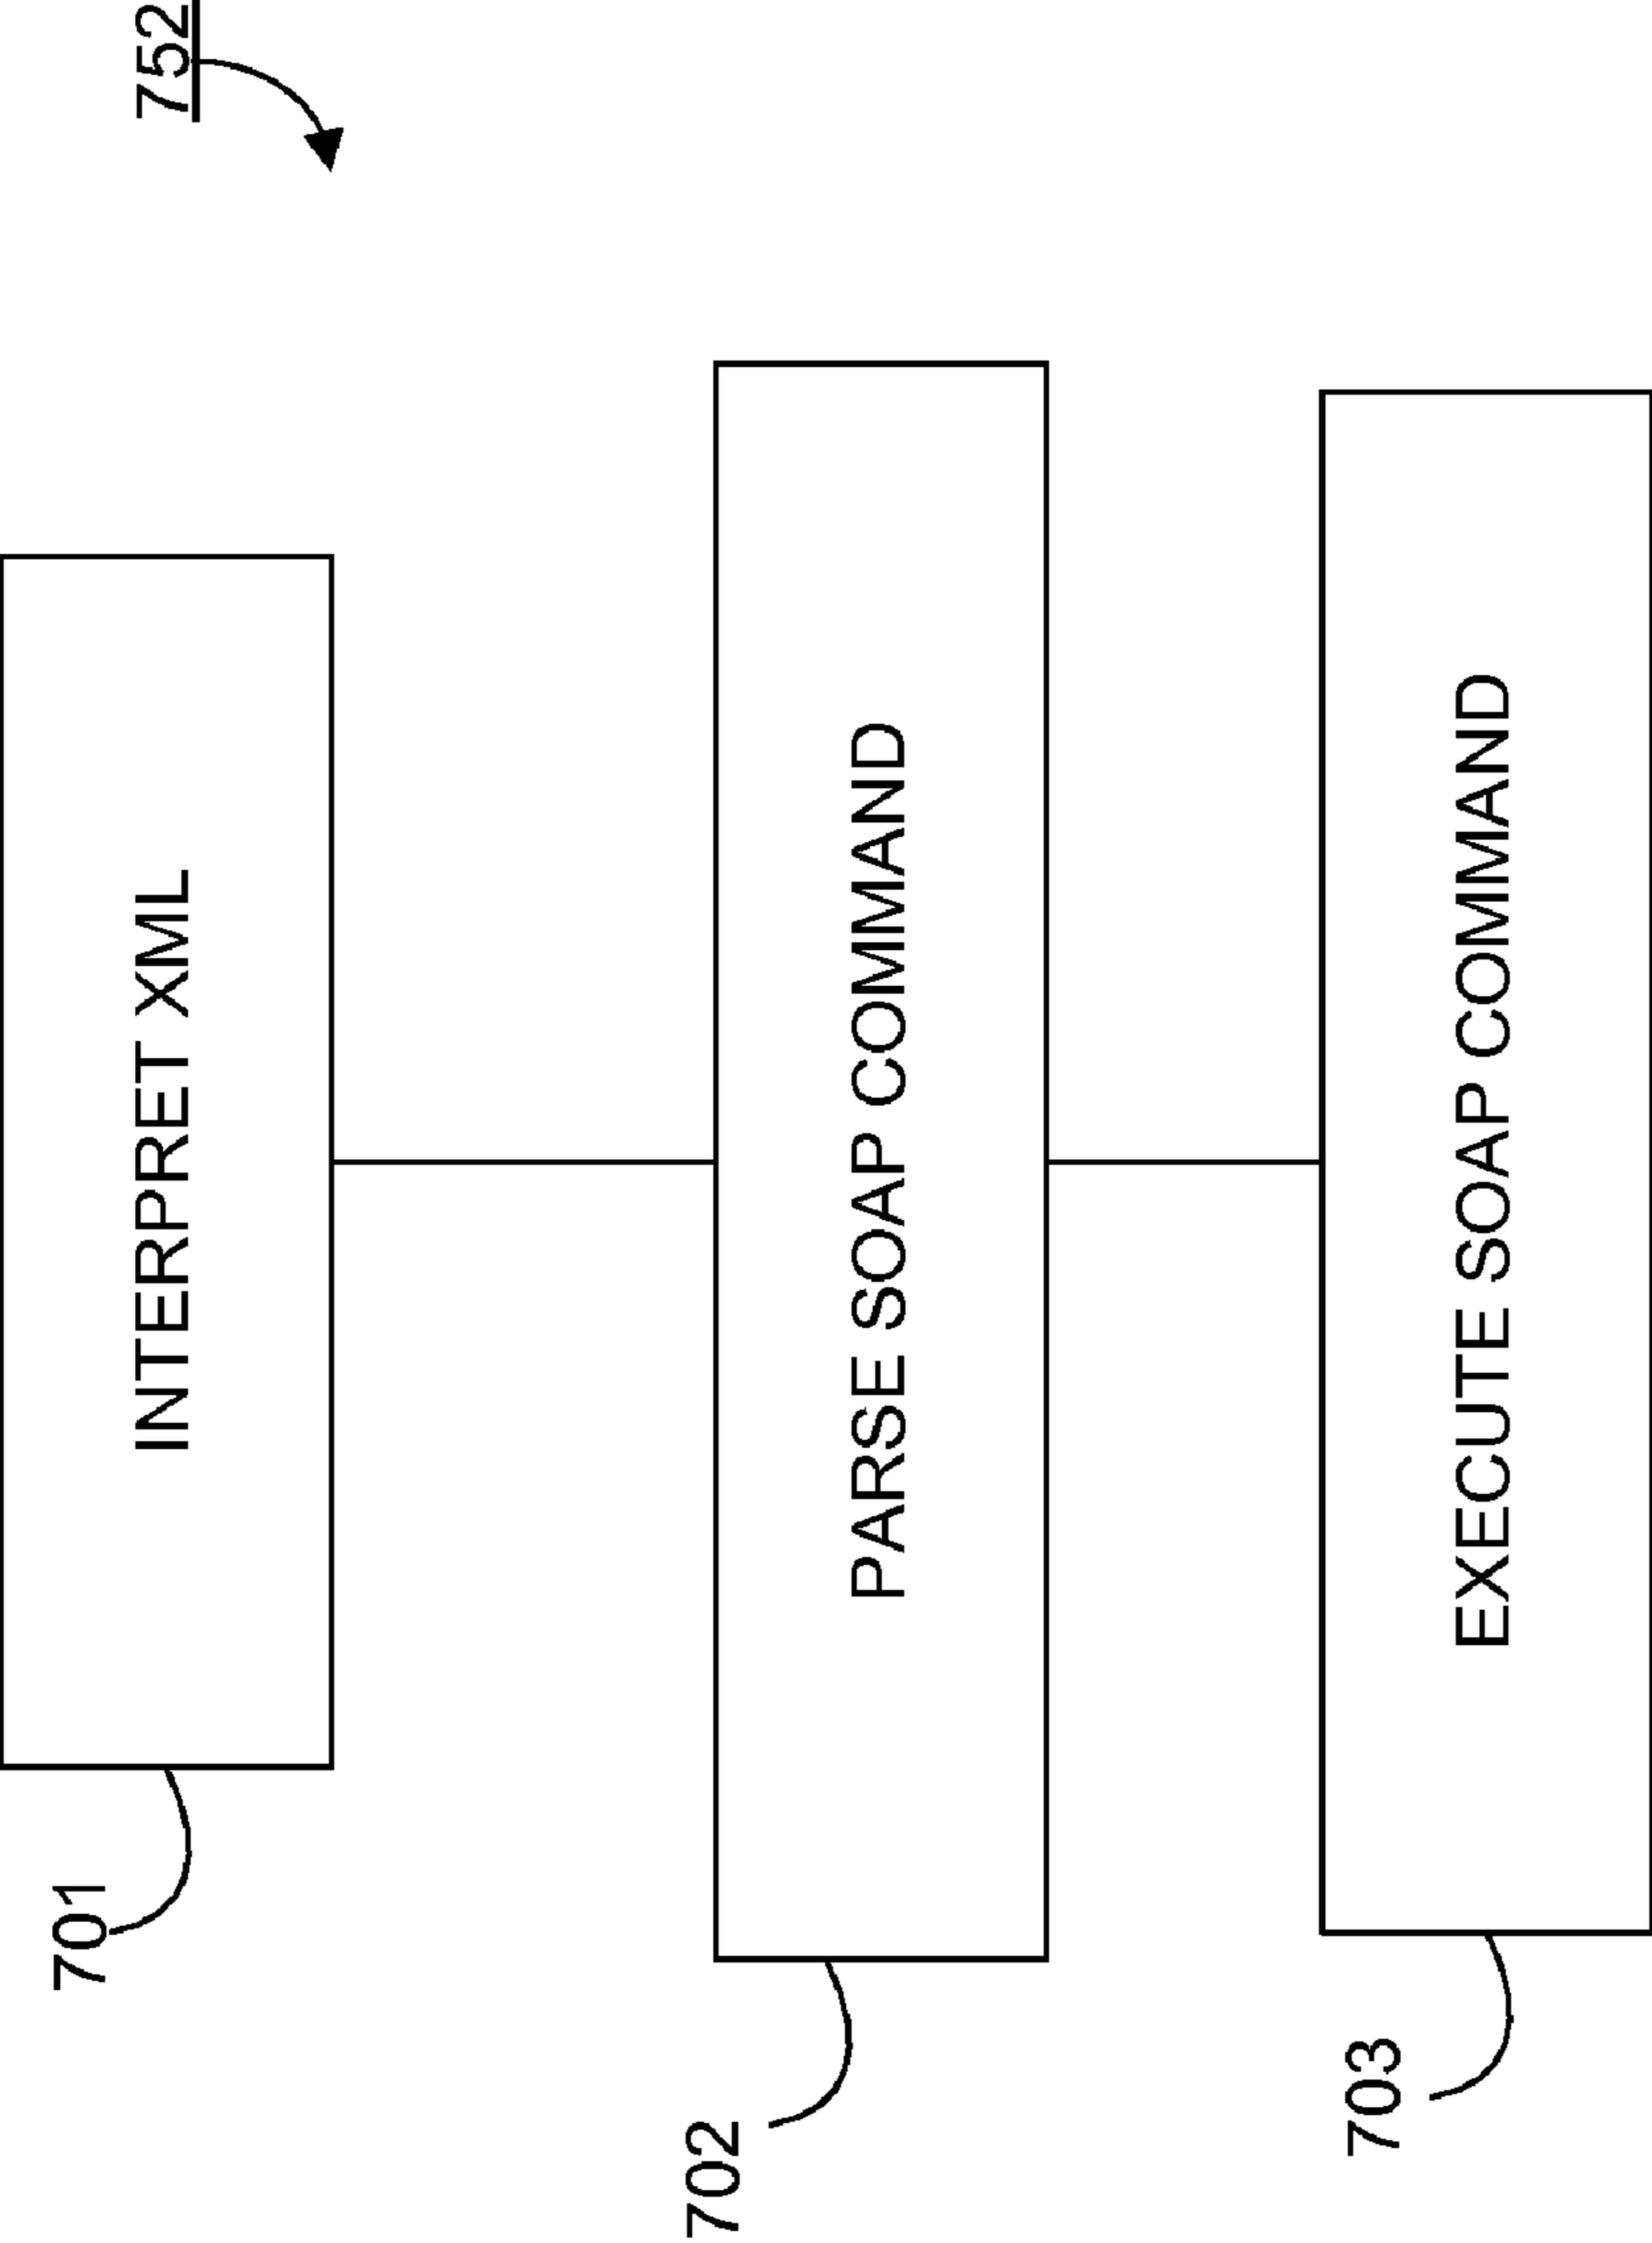 752
INTERPRET XML
701
PARSE SOAP COMMAND
702
EXECUTE SOAP COMMAND
703